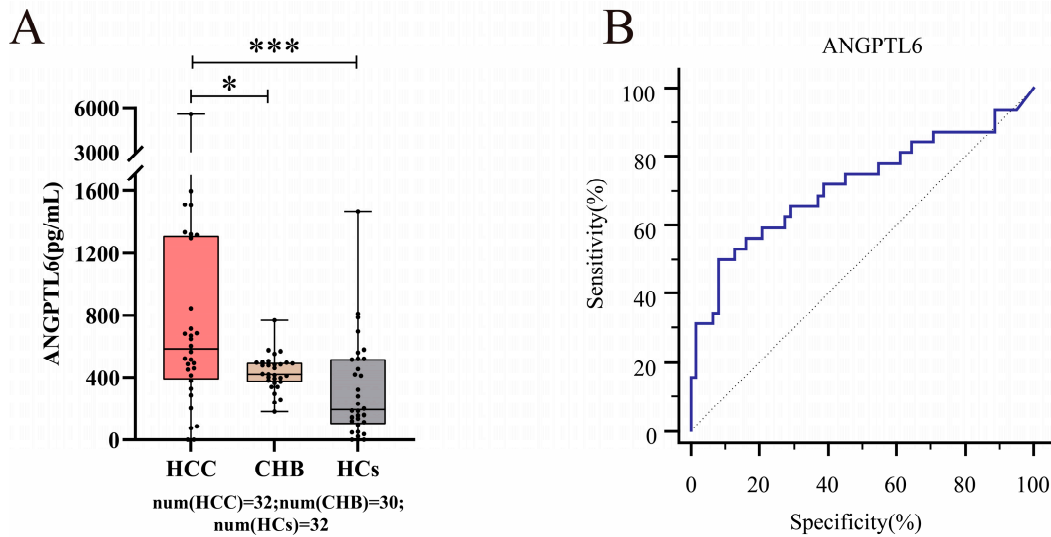 A
B
***
*
ANGPTL6
6000
3000
1600
1200
800
400
0
ANGPTL6(pg/mL)
HCC CHB HCs
num(HCC)=32;num(CHB)=30;
num(HCs)=32
100
80
60
40
20
0
Sensitivity(%)
0 20 40 60 80 100
Specificity(%)